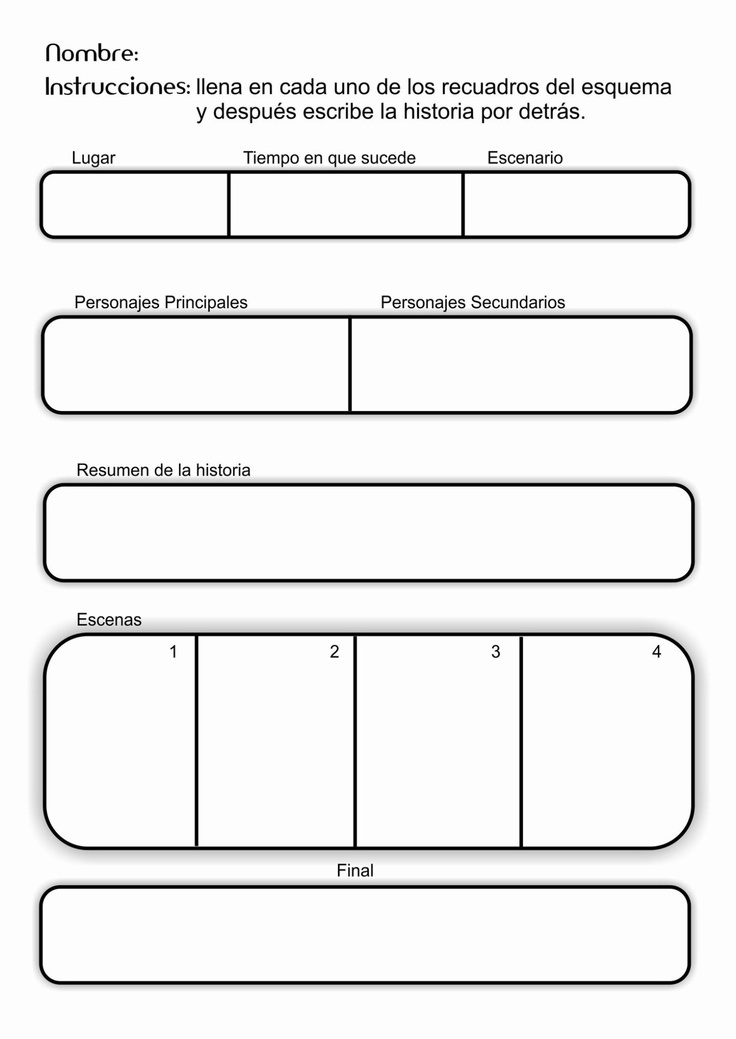 Nombre:
Instrucciones: llena en cada uno de los recuadros del esquema
y después escribe la historia por detrás.
Lugar Tiempo en que sucede Escenario
Personajes Principales Personajes Secundarios
Resumen de la historia
Escenas
1 2 3 4
Final